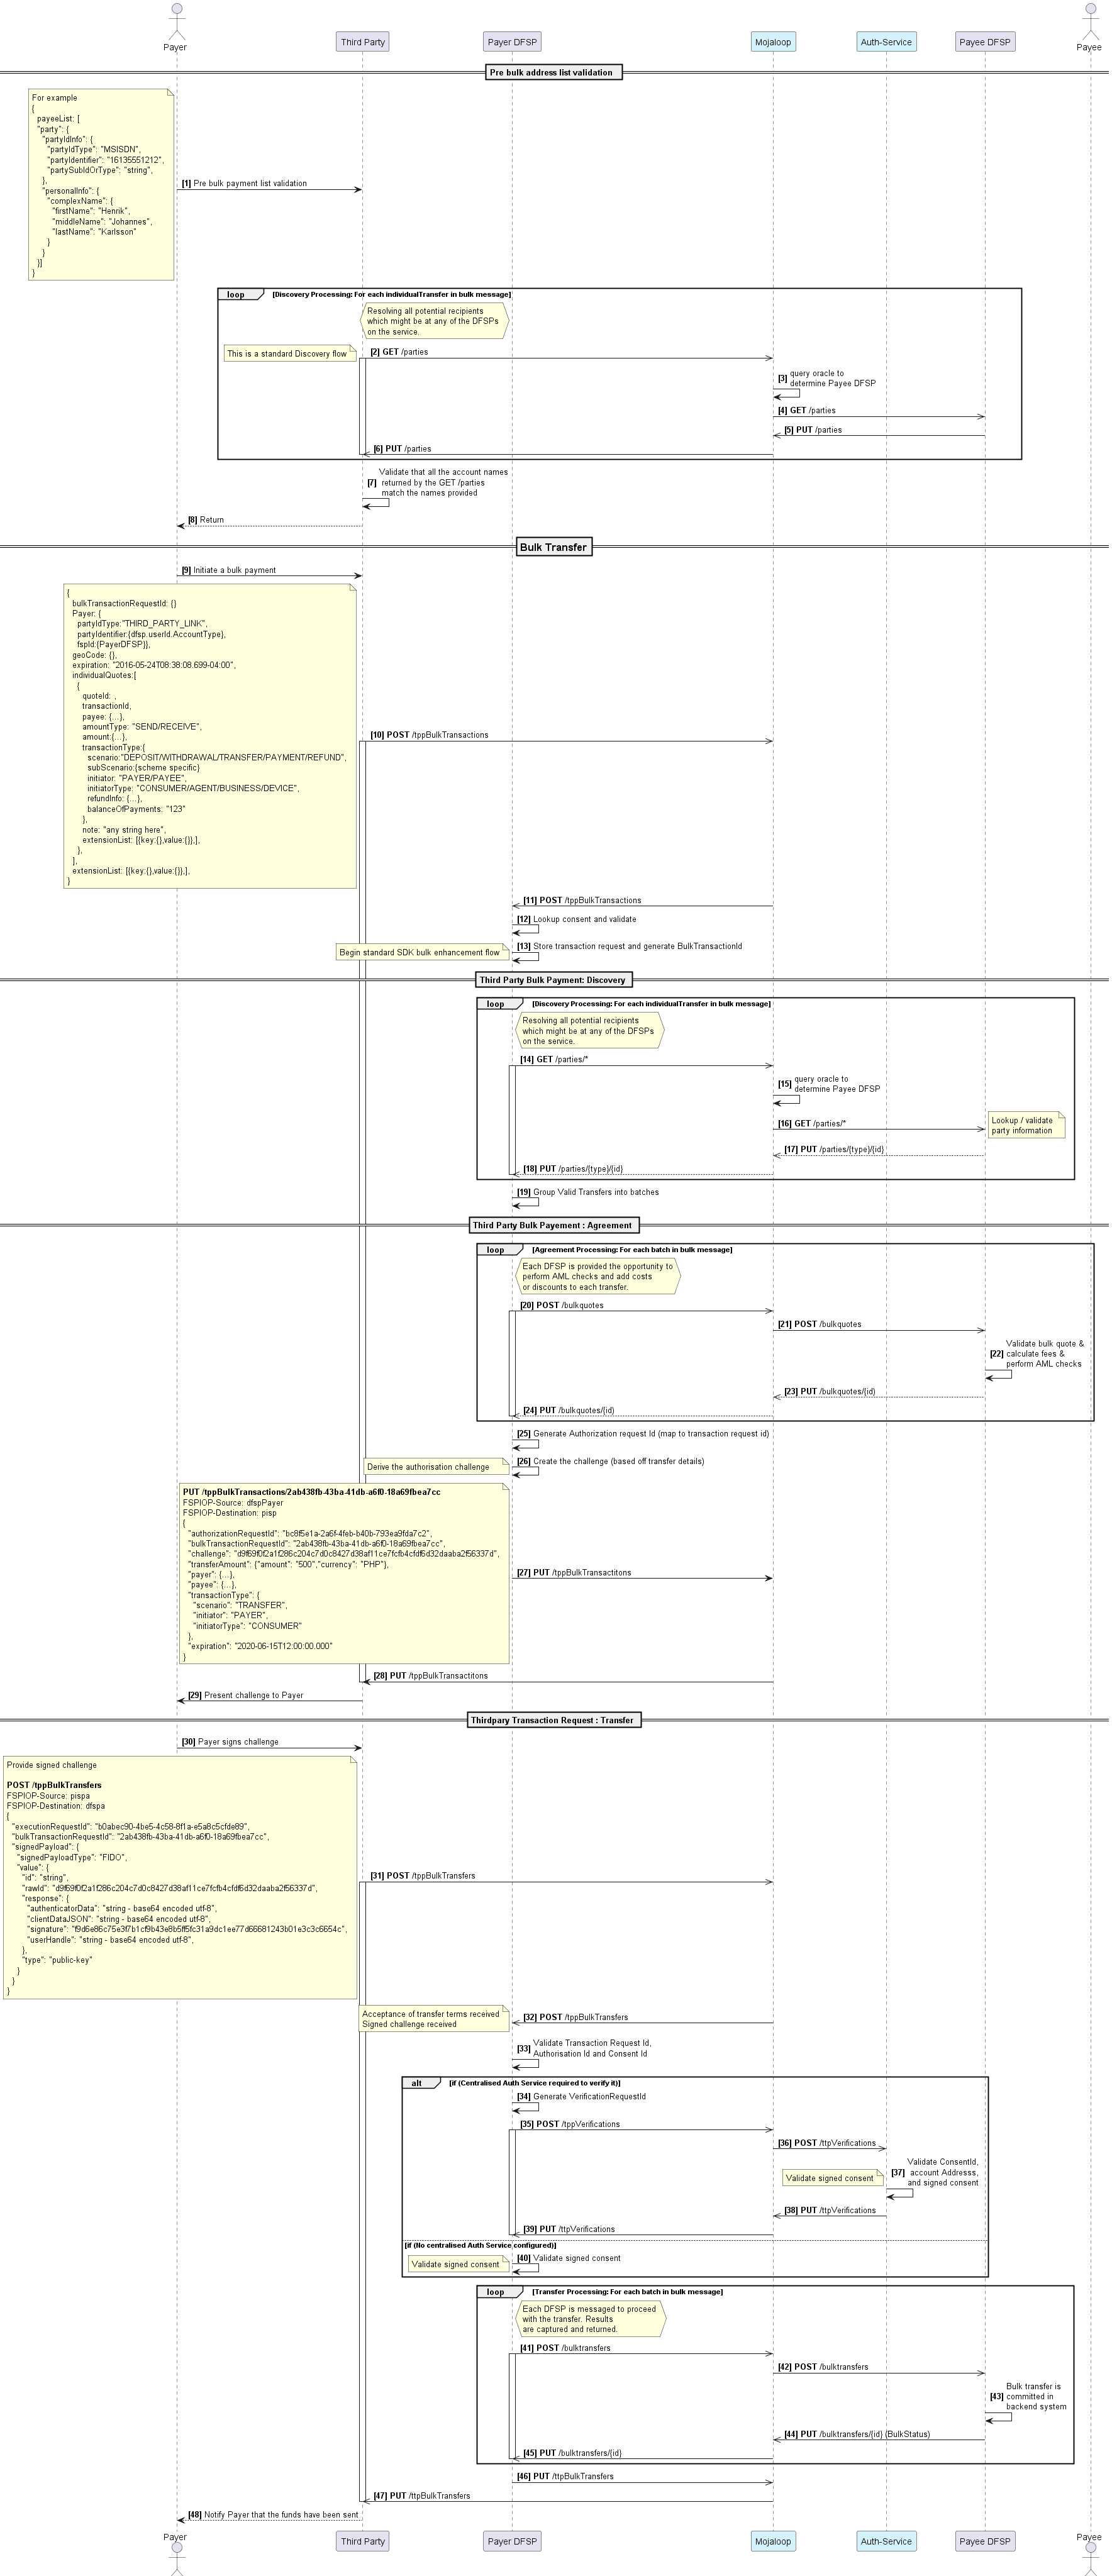 Payer
Third Party
Payer DFSP
Mojaloop
Auth-Service
Payee DFSP
Payee
Pre bulk address list validation
For example
{
payeeList: [
"party": {
"partyIdInfo": {
"partyIdType": "MSISDN",
"partyIdentifier": "16135551212",
"partySubIdOrType": "string",
},
"personalInfo": {
"complexName": {
"firstName": "Henrik",
"middleName": "Johannes",
"lastName": "Karlsson"
}
}
}]
}
[1] Pre bulk payment list validation
loop [Discovery Processing: For each individualTransfer in bulk message]
Resolving all potential recipients
which might be at any of the DFSPs
on the service.
This is a standard Discovery flow
[2] GET /parties
[3] query oracle to
determine Payee DFSP
[4] GET /parties
[5] PUT /parties
[6] PUT /parties
[7] Validate that all the account names
returned by the GET /parties
match the names provided
[8] Return
Bulk Transfer
[9] Initiate a bulk payment
{
bulkTransactionRequestId: {}
Payer: {
partyIdType:"THIRD_PARTY_LINK",
partyIdentifier:{dfsp.userId.AccountType},
fspId:{PayerDFSP}},
geoCode: {},
expiration: "2016-05-24T08:38:08.699-04:00",
individualQuotes:[
{
quoteId: ,
transactionId,
payee: {...},
amountType: "SEND/RECEIVE",
amount:{...},
transactionType:{
scenario:"DEPOSIT/WITHDRAWAL/TRANSFER/PAYMENT/REFUND",
subScenario:{scheme specific}
initiator: "PAYER/PAYEE",
initiatorType: "CONSUMER/AGENT/BUSINESS/DEVICE",
refundInfo: {...},
balanceOfPayments: "123"
},
note: "any string here",
extensionList: [{key:{},value:{}},],
},
],
extensionList: [{key:{},value:{}},],
}
[10] POST /tppBulkTransactions
[11] POST /tppBulkTransactions
[12] Lookup consent and validate
Begin standard SDK bulk enhancement flow
[13] Store transaction request and generate BulkTransactionId
Third Party Bulk Payment: Discovery
loop [Discovery Processing: For each individualTransfer in bulk message]
Resolving all potential recipients
which might be at any of the DFSPs
on the service.
[14] GET /parties/*
[15] query oracle to
determine Payee DFSP
[16] GET /parties/*
Lookup / validate
party information
[17] PUT /parties/{type}/{id}
[18] PUT /parties/{type}/{id}
[19] Group Valid Transfers into batches
Third Party Bulk Payement : Agreement
loop [Agreement Processing: For each batch in bulk message]
Each DFSP is provided the opportunity to
perform AML checks and add costs
or discounts to each transfer.
[20] POST /bulkquotes
[21] POST /bulkquotes
[22] Validate bulk quote &
calculate fees &
perform AML checks
[23] PUT /bulkquotes/{id}
[24] PUT /bulkquotes/{id}
[25] Generate Authorization request Id (map to transaction request id)
Derive the authorisation challenge
[26] Create the challenge (based off transfer details)
PUT /tppBulkTransactions/2ab438fb-43ba-41db-a6f0-18a69fbea7cc
FSPIOP-Source: dfspPayer
FSPIOP-Destination: pisp
{
"authorizationRequestId": "bc8f5e1a-2a6f-4feb-b40b-793ea9fda7c2",
"bulkTransactionRequestId": "2ab438fb-43ba-41db-a6f0-18a69fbea7cc",
"challenge": "d9f69f0f2a1f286c204c7d0c8427d38af11ce7fcfb4cfdf6d32daaba2f56337d",
"transferAmount": {"amount": "500","currency": "PHP"},
"payer": {...},
"payee": {...},
"transactionType": {
"scenario": "TRANSFER",
"initiator": "PAYER",
"initiatorType": "CONSUMER"
},
"expiration": "2020-06-15T12:00:00.000"
}
[27] PUT /tppBulkTransactitons
[28] PUT /tppBulkTransactitons
[29] Present challenge to Payer
Thirdpary Transaction Request : Transfer
[30] Payer signs challenge
Provide signed challenge
POST /tppBulkTransfers
FSPIOP-Source: pispa
FSPIOP-Destination: dfspa
{
"executionRequestId": "b0abec90-4be5-4c58-8f1a-e5a8c5cfde89",
"bulkTransactionRequestId": "2ab438fb-43ba-41db-a6f0-18a69fbea7cc",
"signedPayload": {
"signedPayloadType": "FIDO",
"value": {
"id": "string",
"rawId": "d9f69f0f2a1f286c204c7d0c8427d38af11ce7fcfb4cfdf6d32daaba2f56337d",
"response": {
"authenticatorData": "string - base64 encoded utf-8",
"clientDataJSON": "string - base64 encoded utf-8",
"signature": "f9d6e86c75e3f7b1cf9b43e8b5ff5fc31a9dc1ee77d66681243b01e3c3c6654c",
"userHandle": "string - base64 encoded utf-8",
},
"type": "public-key"
}
}
}
[31] POST /tppBulkTransfers
Acceptance of transfer terms received
Signed challenge received
[32] POST /tppBulkTransfers
[33] Validate Transaction Request Id,
Authorisation Id and Consent Id
alt [if (Centralised Auth Service required to verify it)]
[34] Generate VerificationRequestId
[35] POST /tppVerifications
[36] POST /ttpVerifications
Validate signed consent
[37] Validate ConsentId,
account Addresss,
and signed consent
[38] PUT /ttpVerifications
[39] PUT /ttpVerifications
[if (No centralised Auth Service configured)]
Validate signed consent
[40] Validate signed consent
loop [Transfer Processing: For each batch in bulk message]
Each DFSP is messaged to proceed
with the transfer. Results
are captured and returned.
[41] POST /bulktransfers
[42] POST /bulktransfers
[43] Bulk transfer is
committed in
backend system
[44] PUT /bulktransfers/{id} (BulkStatus)
[45] PUT /bulktransfers/{id}
[46] PUT /ttpBulkTransfers
[47] PUT /ttpBulkTransfers
[48] Notify Payer that the funds have been sent
Payer
Third Party
Payer DFSP
Mojaloop
Auth-Service
Payee DFSP
Payee